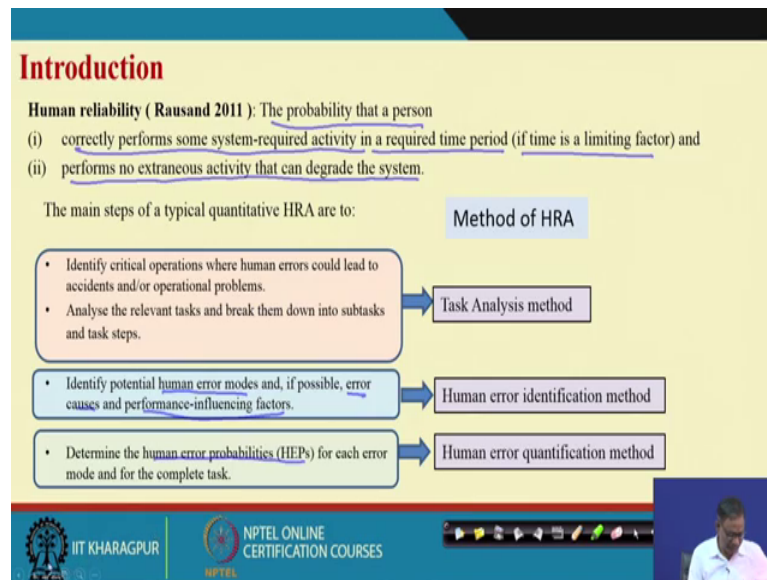 Introduction
Human reliability ( Rausand 2011 ): The probability that a person
(i) correctly performs some system-required activity in a required time period (if time is a limiting factor) and
(ii) performs no extraneous activity that can degrade the system.
The main steps of a typical quantitative HRA are to:
Method of HRA
• Identify critical operations where human errors could lead to
accidents and/or operational problems.
• Analyse the relevant tasks and break them down into subtasks
and task steps.
Task Analysis method
• Identify potential human error modes and, if possible, error
causes and performance-influencing factors.
Human error identification method
• Determine the human error probabilities (HEPs) for each error
mode and for the complete task.
Human error quantification method
IIT KHARAGPUR
NPTEL
NPTEL ONLINE
CERTIFICATION COURSES